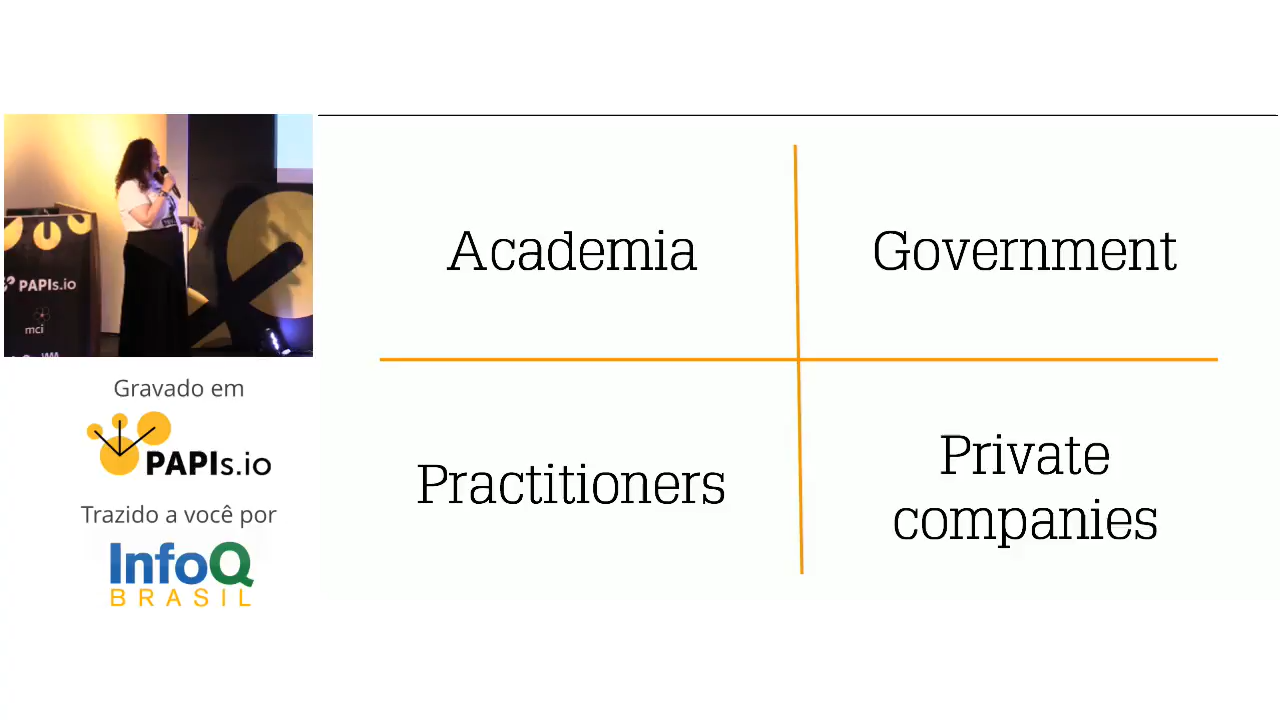 PAPIs.io
mci
Gravado em
PAPIs.io
Trazido a você por
InfoQ
BRASIL
Academia
Government
Practitioners
Private
companies